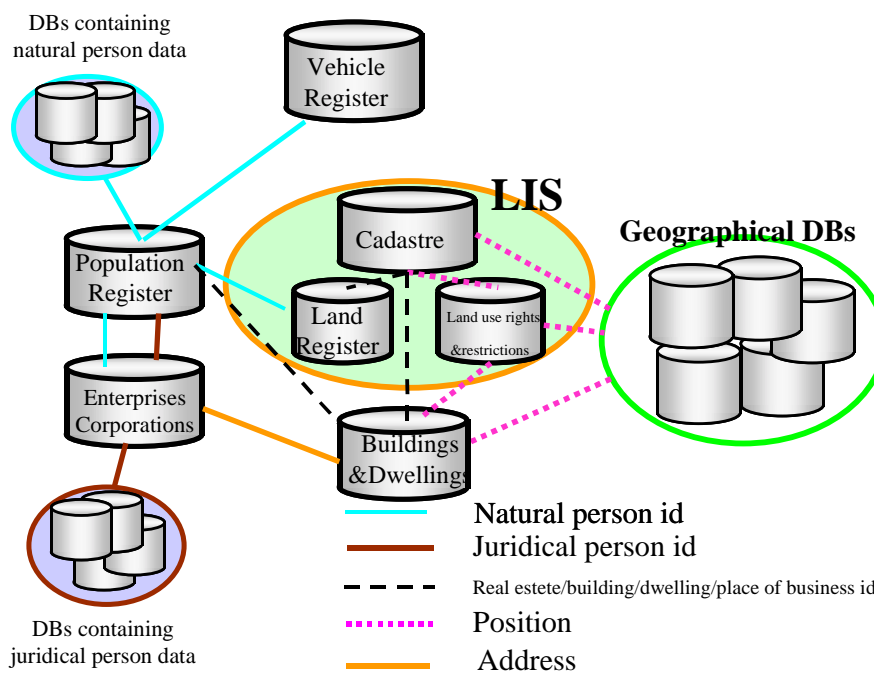 DBs containing
natural person data
Vehicle
Register
LIS
Cadastre
Geographical DBs
Population
Register
Land
Register
Land use rights
&restrictions
Enterprises
Corporations
Buildings
&Dwellings
Natural person id
Juridical person id
Real estete/building/dwelling/place of business id
Position
Address
DBs containing
juridical person data